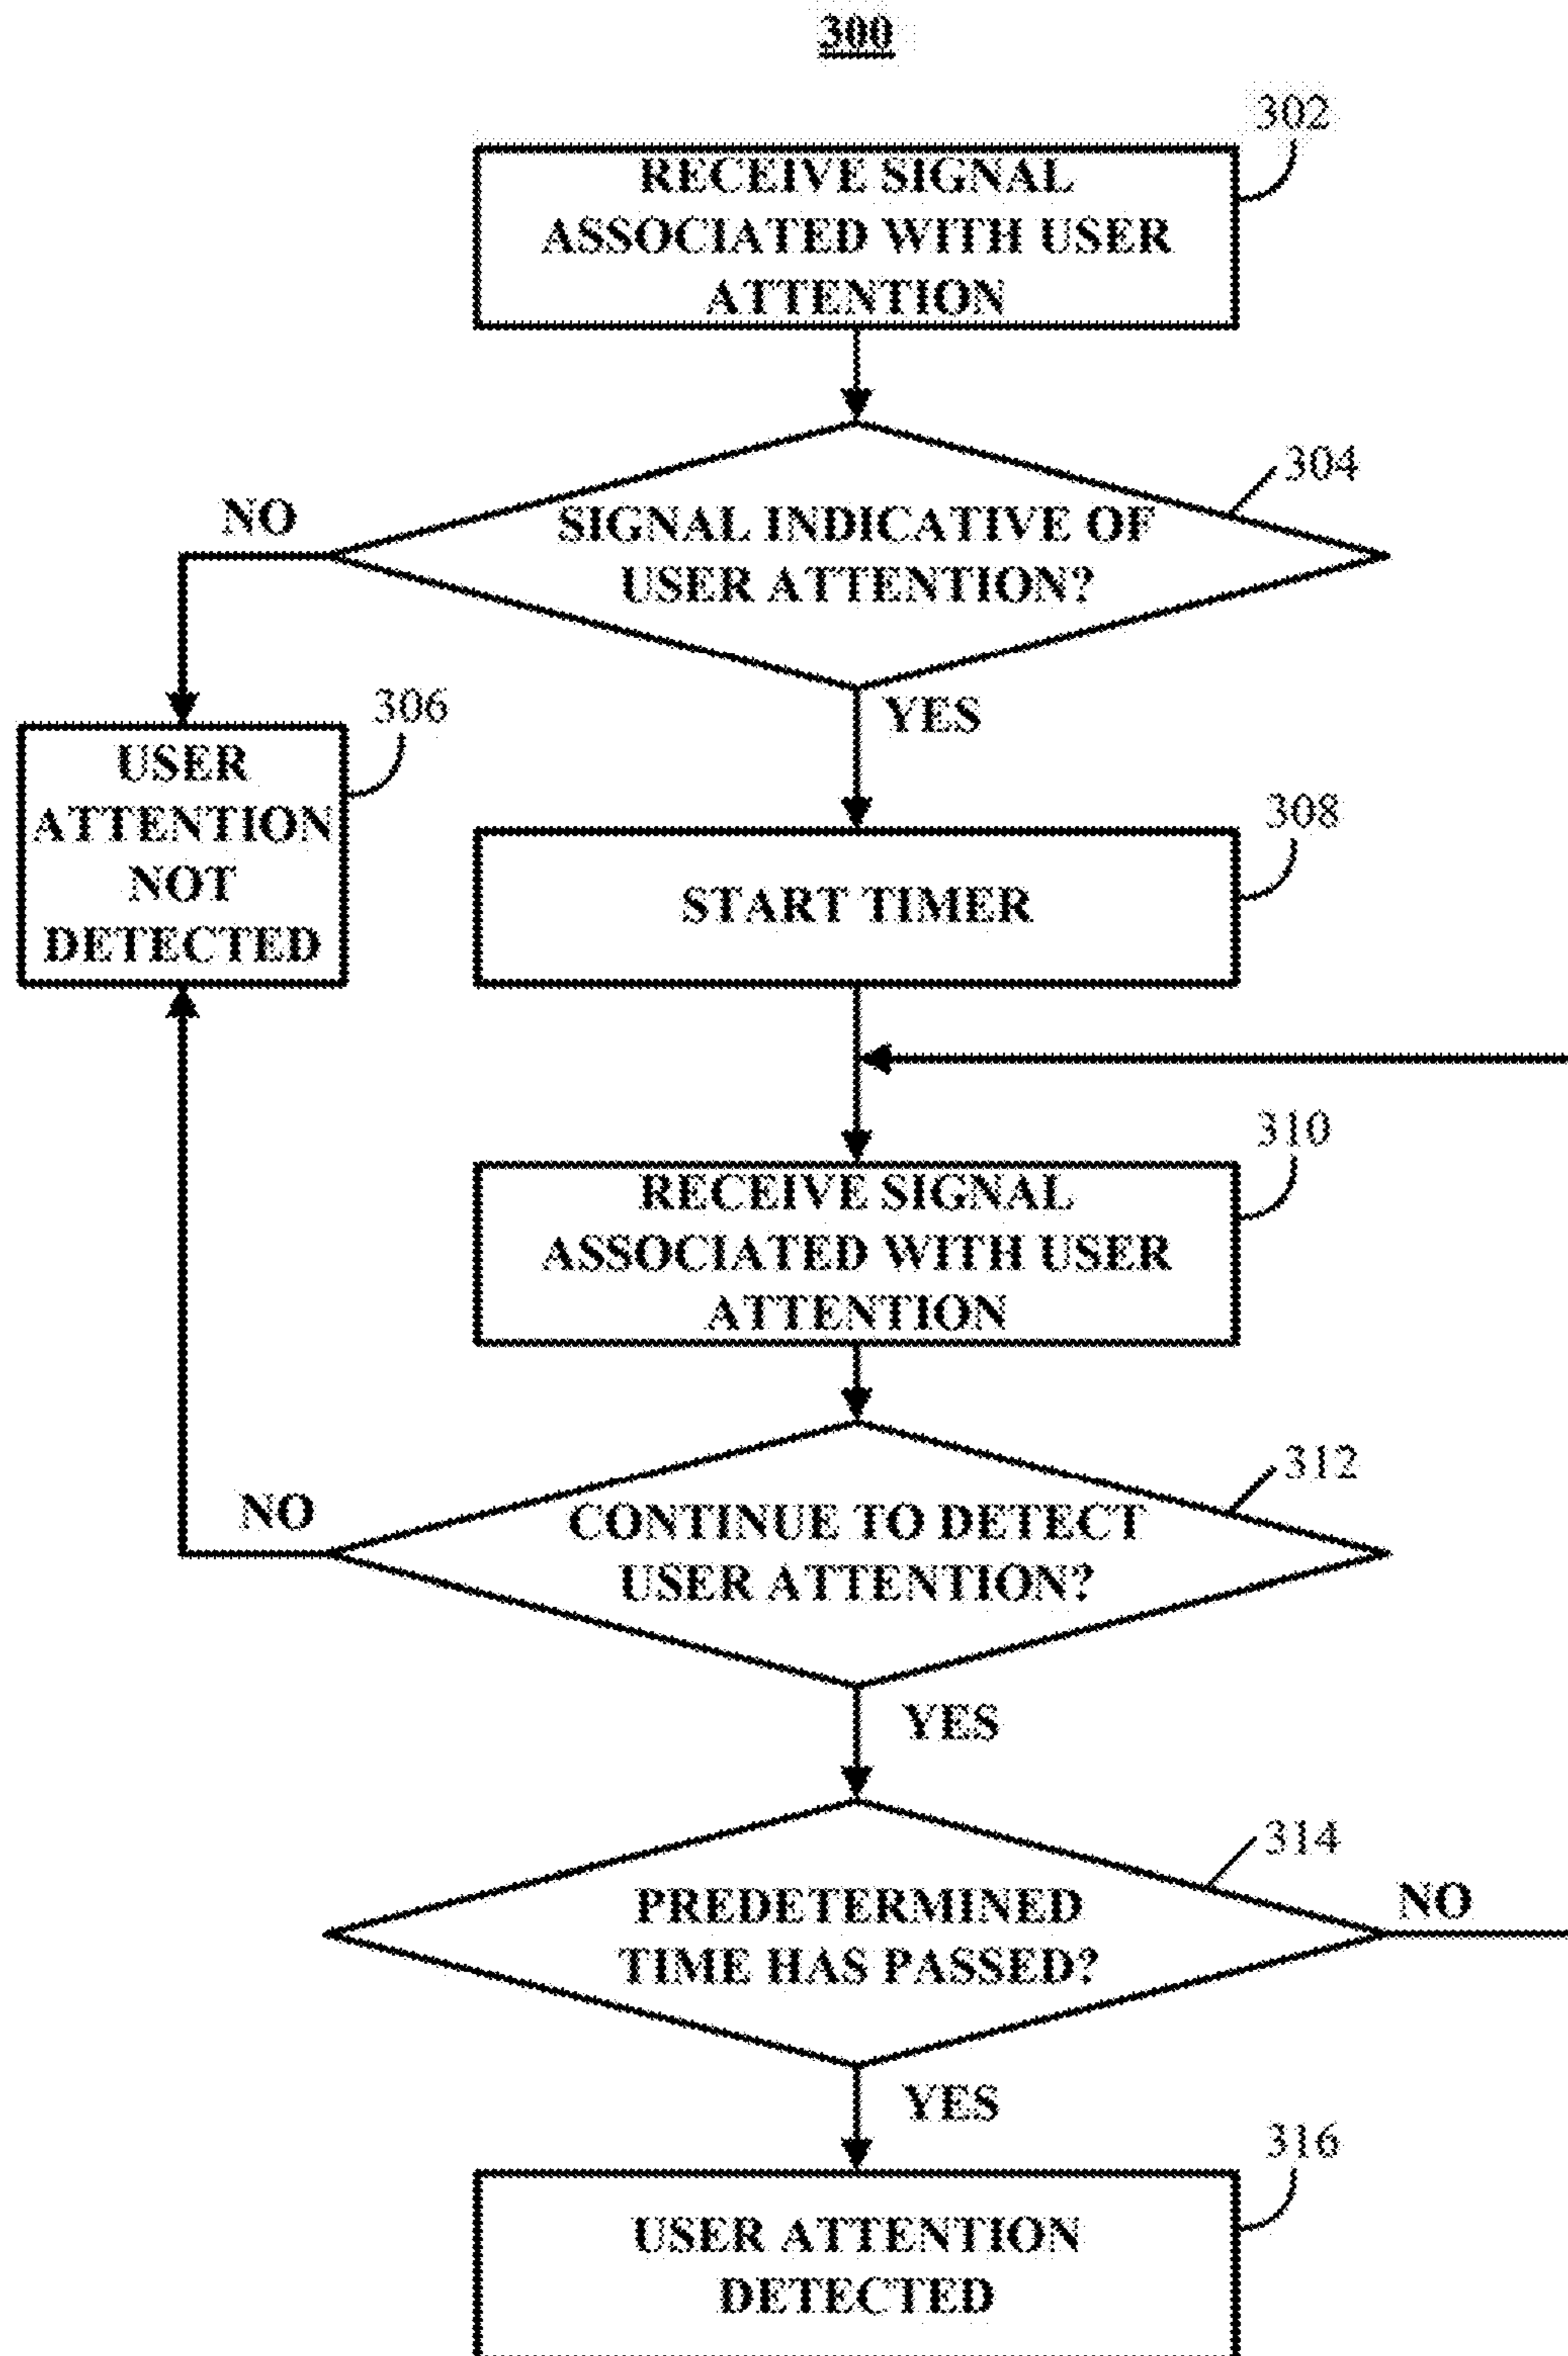 300
302
RECEIVE SIGNAL
ASSOCIATED WITH USER
ATTENTION
304
NO
SIGNAL INDICATIVE OF
USER ATTENTION?
306
YES
USER
ATTENTION
NOT
DETECTED
308
START TIMER
310
RECEIVE SIGNAL
ASSOCIATED WITH USER
ATTENTION
312
NO
CONTINUE TO DETECT
USER ATTENTION?
YES
314
NO
PREDETERMINED
TIME HAS PASSED?
YES
316
USER ATTENTION
DETECTED